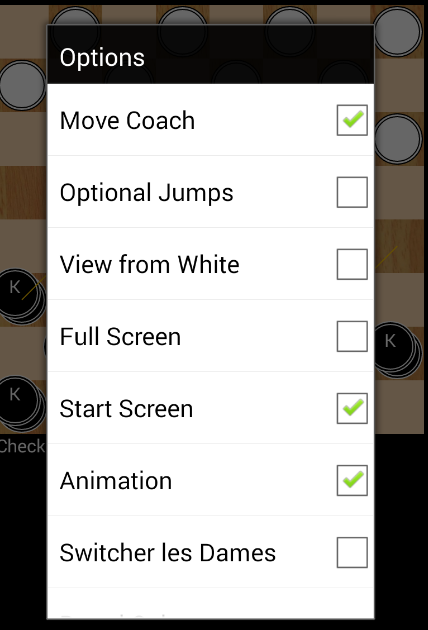 Options
Move Coach
Optional Jumps
View from White
Full Screen
K
K
Start Screen
K
Check
Animation
Switcher les Dames